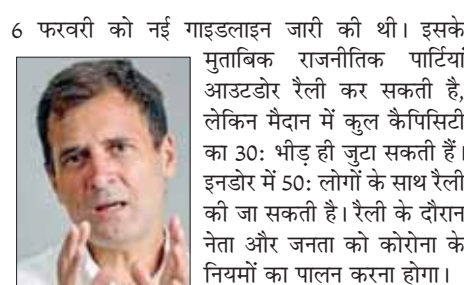 6 फरवरी को नई गाइडलाइन जारी की थी। इसके
मुताबिक राजनीतिक पार्टियां
आउटडोर रैली कर सकती है,
लेकिन मैदान में कुल कैपिसिटी
का 30: भीड़ ही जुटा सकती हैं।
इनडोर में 50: लोगों के साथ रैली
की जा सकती है। रैली के दौरान
नेता और जनता को कोरोना के
नियमों का पालन करना होगा।